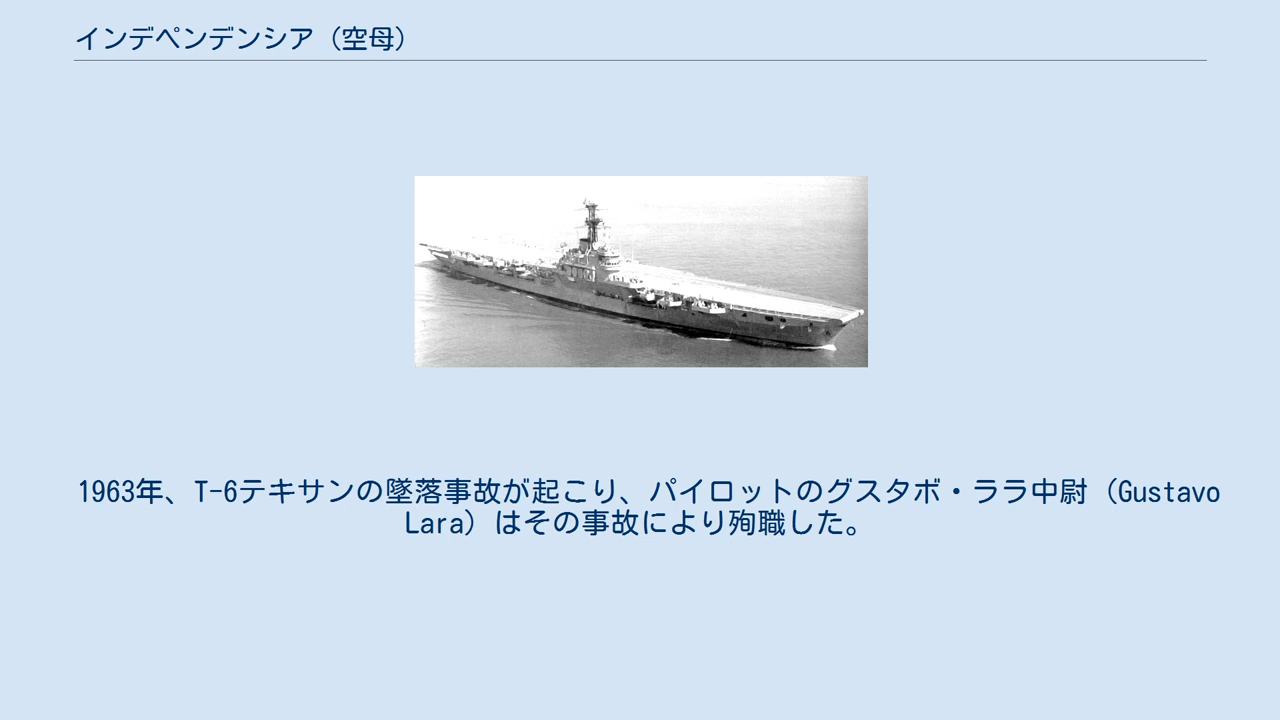 インデペンデンシア（空母）
1963年、T-6テキサンの墜落事故が起こり、パイロットのグスタボ・ララ中尉（Gustavo
Lara）はその事故により殉職した。